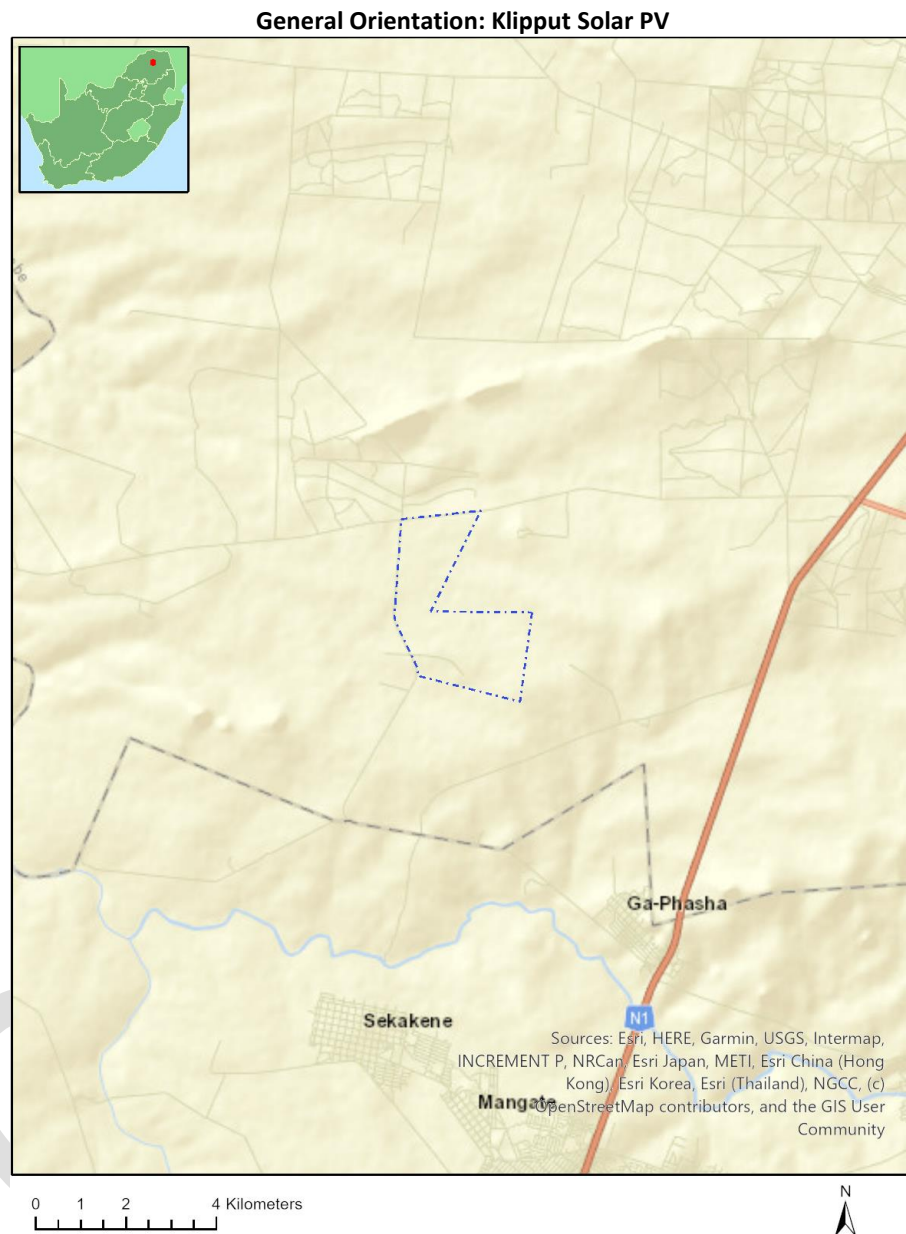 General Orientation: Klipput Solar PV
be
Ga-Phasha
N1
Sekakene
Sources: Esri, HERE, Garmin, USGS, Intermap,
INCREMENT P, NRCan, Esri Japan, METI, Esri China (Hong
Kong), Esri Korea, Esri (Thailand), NGCC, (c)
OpenStreetMap contributors, and the GIS User
Community
Mangate
0 1 2 4 Kilometers
N